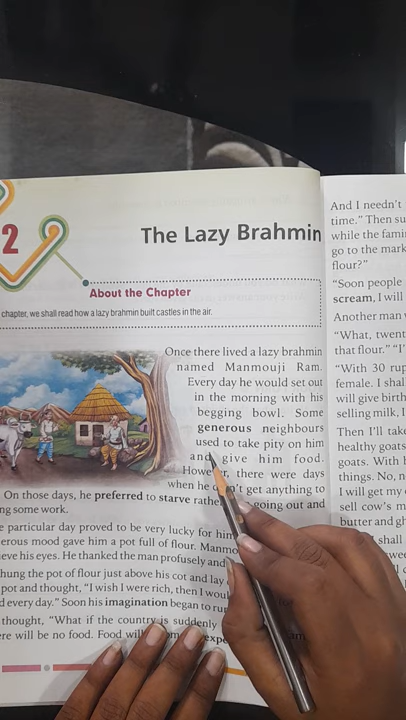 2
The Lazy Brahmin
About the Chapter
chapter, we shall read how a lazy brahmin built castles in the air.
Once there lived a lazy brahmin
named Manmouji Ram.
Every day he would set out
in the morning with his
begging bowl. Some
generous neighbours
used to take pity on him
and give him food.
However, there were days
when he didn't get anything to
On those days, he preferred to starve rather going out and
ing some work.
particular day proved to be very lucky for him
erous mood gave him a pot full of flour. Manmo
ieve his eyes. He thanked the man profusely and
hung the pot of flour just above his cot and lay
pot and thought, "I wish I were rich, then I woul
d every day." Soon his imagination began to ru
thought, "What if the country is suddenly
ere will be no food. Food will
And I needn't
time." Then su
while the fami
go to the mark
flour?"
"Soon people
scream, I will
Another man
"What, twent
that flour." "I'
"With 30 rup
female. I shal
will give birth
selling milk, I
Then I'll take
healthy goats
goats. With h
things. No, n
I will get my
sell cow's m
butter and gh
shall